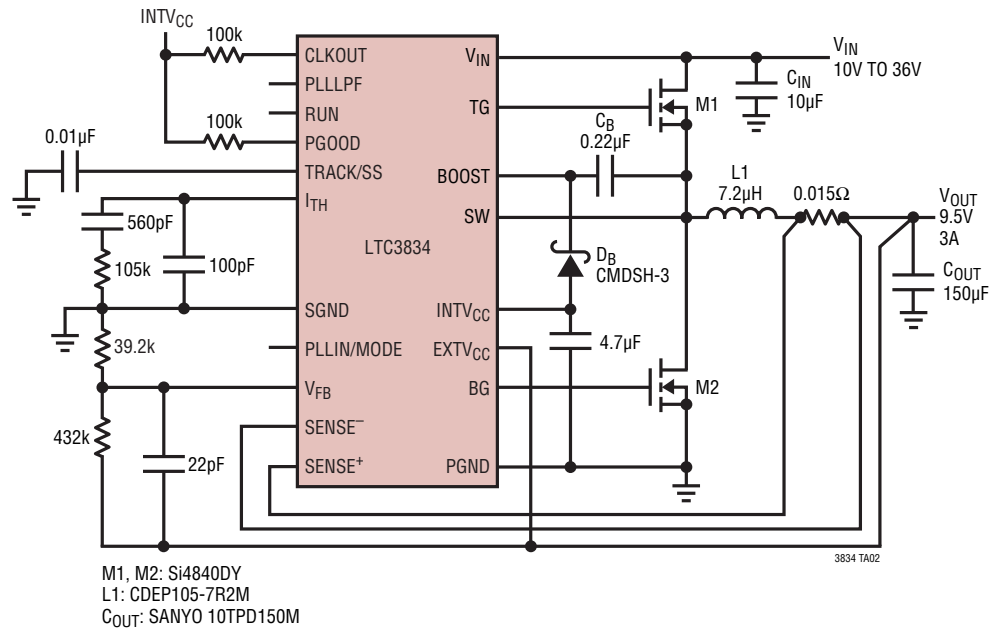 INTVCC
100k
100k
0.01µF
560pF
105k
100pF
39.2k
432k
22pF
CLKOUT
PLLLPF
RUN
PGOOD
TRACK/SS
ITH
SGND
PLLIN/MODE
VFB
SENSE–
SENSE+
LTC3834
VIN
TG
BOOST
SW
INTVCC
EXTVCC
BG
PGND
CB
0.22µF
DB
CMDSH-3
4.7µF
M1
M2
CIN
10µF
VIN
10V TO 36V
L1
7.2µH
0.015Ω
VOUT
9.5V
3A
COUT
150µF
3834 TA02
M1, M2: Si4840DY
L1: CDEP105-7R2M
COUT: SANYO 10TPD150M